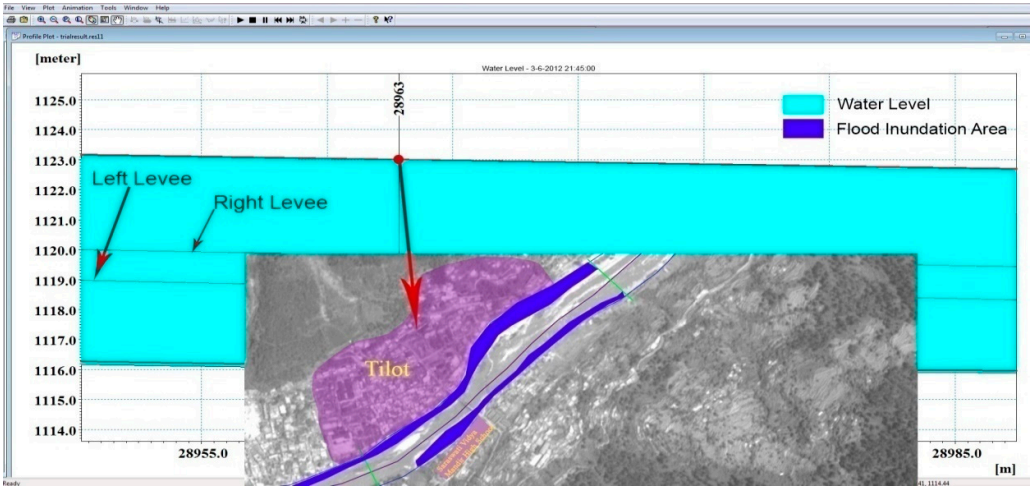 File View Plot Animation Tools Window Help
Profile Plot - trialresult.res11
[meter]
Water Level - 3-6-2012 21:45:00
1125.0
1124.0
1123.0
1122.0
1121.0
1120.0
1119.0
1118.0
1117.0
1116.0
1115.0
1114.0
28963
Water Level
Flood Inundation Area
Left Levee
Right Levee
Tilot
28955.0
28985.0
[m]
Ready
41, 1114.44